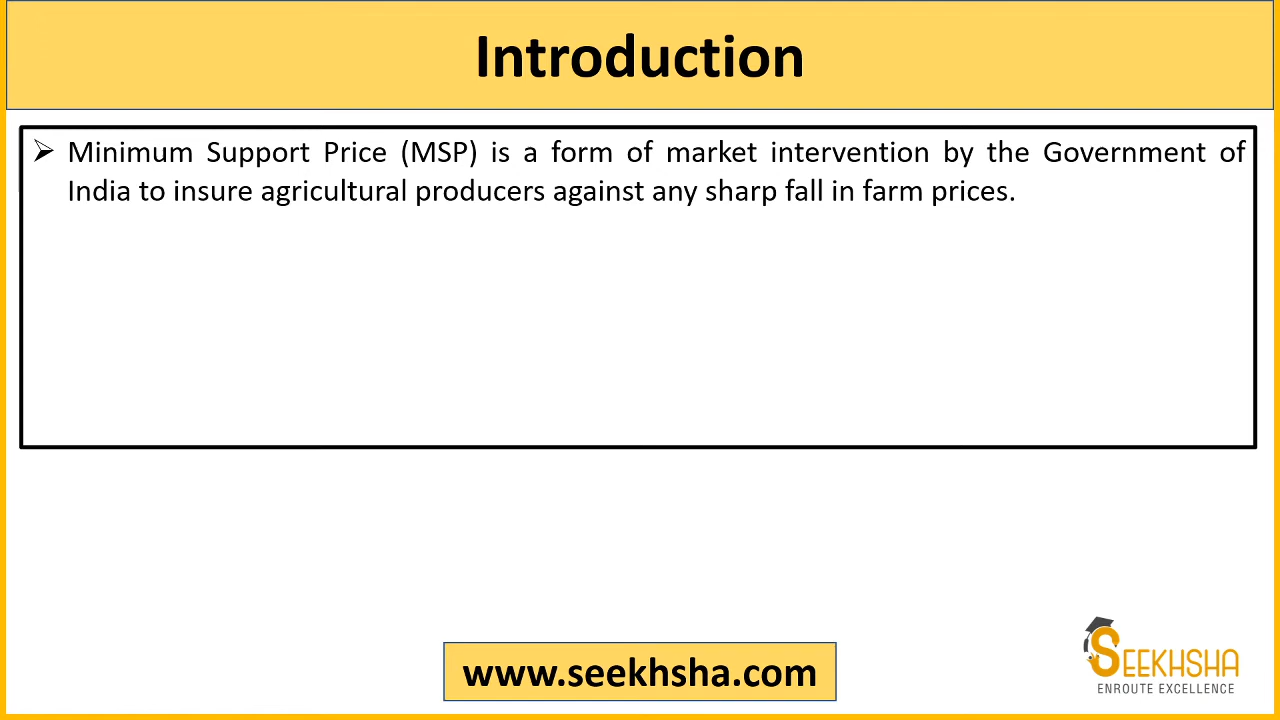 Introduction
➢ Minimum Support Price (MSP) is a form of market intervention by the Government of
India to insure agricultural producers against any sharp fall in farm prices.
www.seekhsha.com
SEEKHSHA
ENROUTE EXCELLENCE